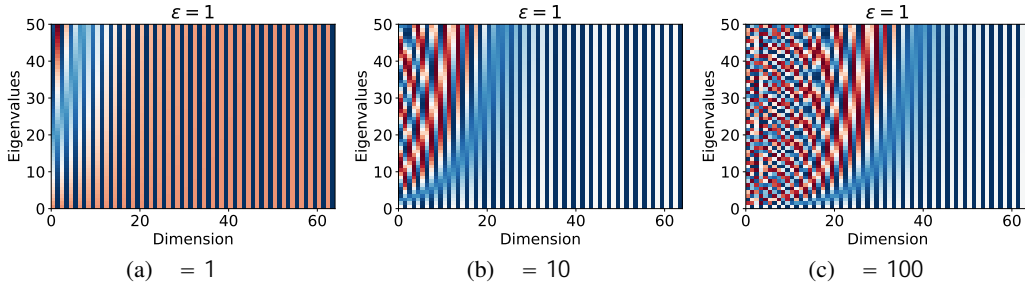 ε = 1 ε = 1 ε = 1
50 50 50
40 40 40
30 30 30
20 20 20
10 10 10
0 0 0
Eigenvalues Eigenvalues Eigenvalues
0 20 40 60 0 20 40 60 0 20 40 60
Dimension Dimension Dimension
(a) = 1 (b) = 10 (c) = 100